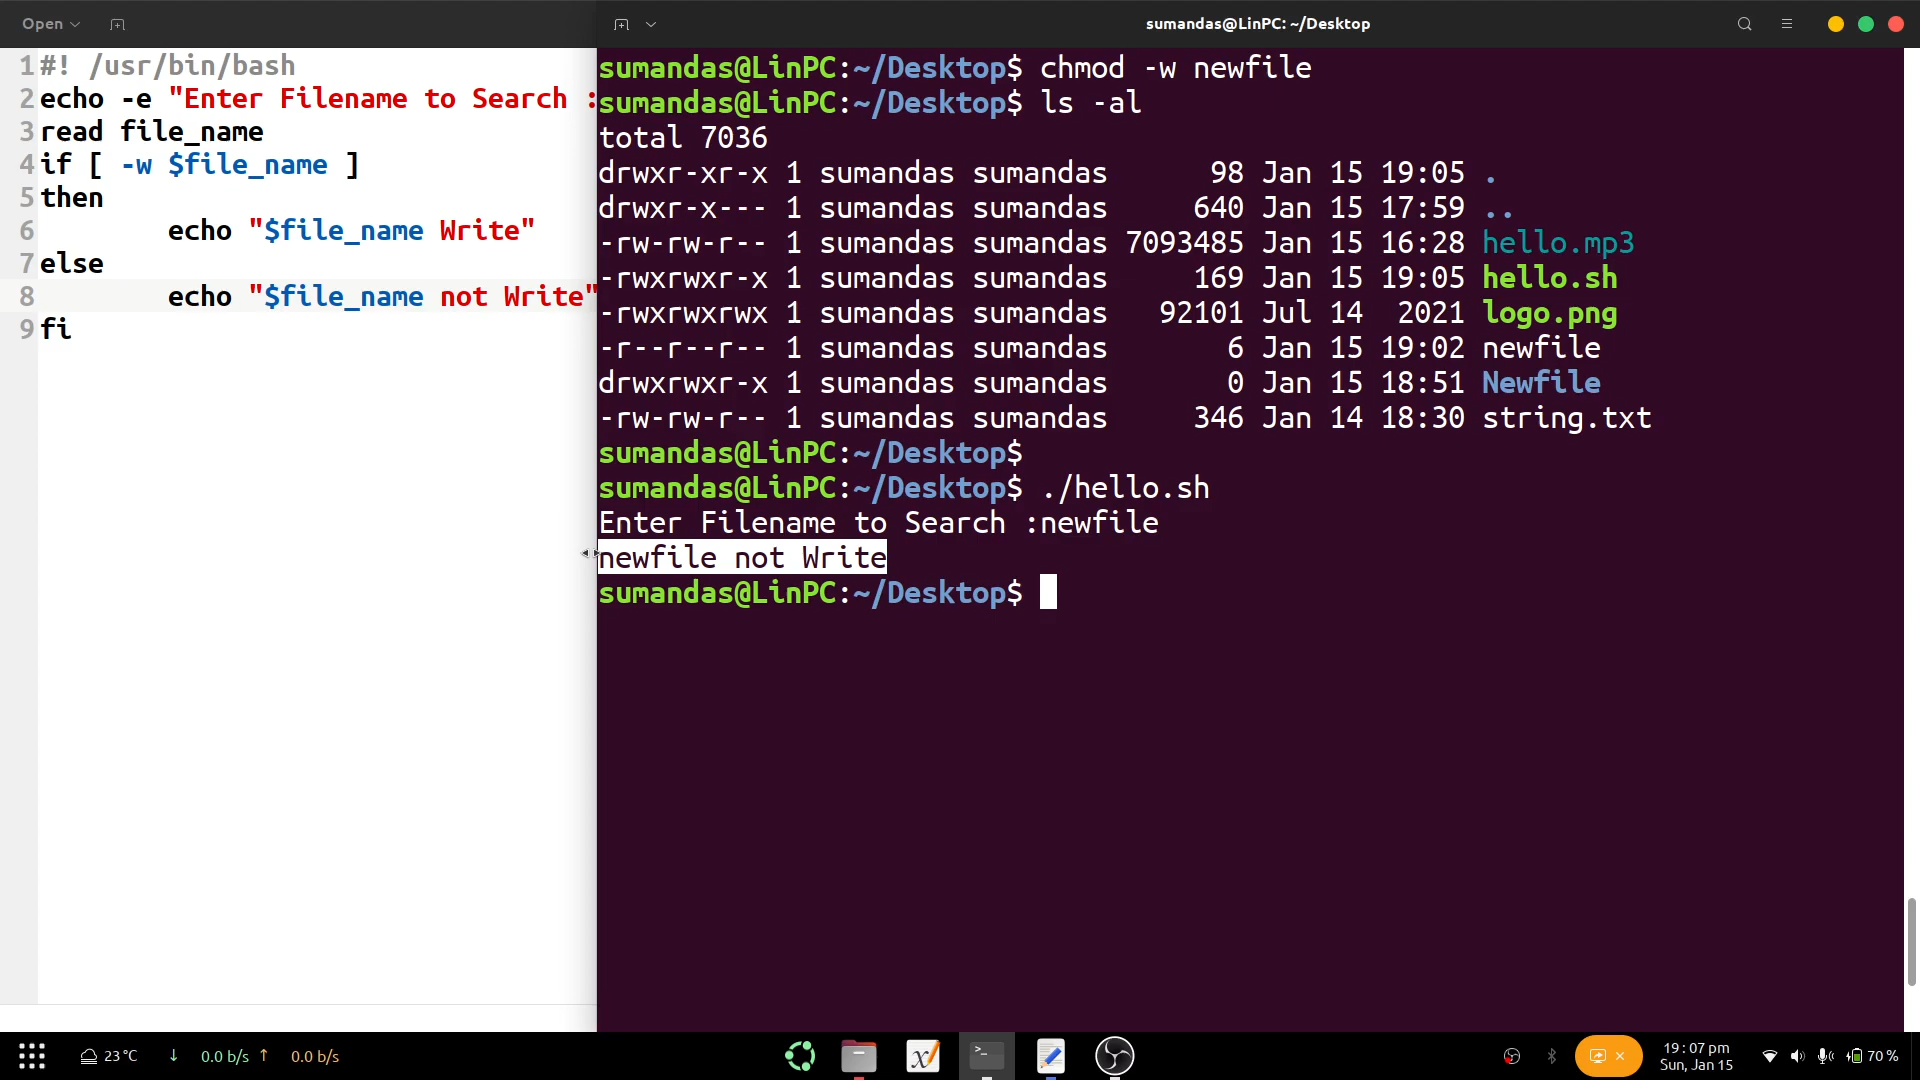 Open
sumandas@LinPC: ~/Desktop
1 #! /usr/bin/bash
2 echo -e "Enter Filename to Search :
3 read file_name
4 if [ -w $file_name ]
5 then
6 echo "$file_name Write"
7 else
8 echo "$file_name not Write"
9 fi
sumandas@LinPC:~/Desktop$ chmod -w newfile
sumandas@LinPC:~/Desktop$ ls -al
total 7036
drwxr-xr-x 1 sumandas sumandas 98 Jan 15 19:05 .
drwxr-x--- 1 sumandas sumandas 640 Jan 15 17:59 ..
-rw-rw-r-- 1 sumandas sumandas 7093485 Jan 15 16:28 hello.mp3
-rwxrwxr-x 1 sumandas sumandas 169 Jan 15 19:05 hello.sh
-rwxrwxrwx 1 sumandas sumandas 92101 Jul 14 2021 logo.png
-r--r--r-- 1 sumandas sumandas 6 Jan 15 19:02 newfile
drwxrwxr-x 1 sumandas sumandas 0 Jan 15 18:51 Newfile
-rw-rw-r-- 1 sumandas sumandas 346 Jan 14 18:30 string.txt
sumandas@LinPC:~/Desktop$
sumandas@LinPC:~/Desktop$ ./hello.sh
Enter Filename to Search :newfile
newfile not Write
sumandas@LinPC:~/Desktop$
23°C ↓ 0.0 b/s ↑ 0.0 b/s
19:07 pm
Sun, Jan 15
70 %